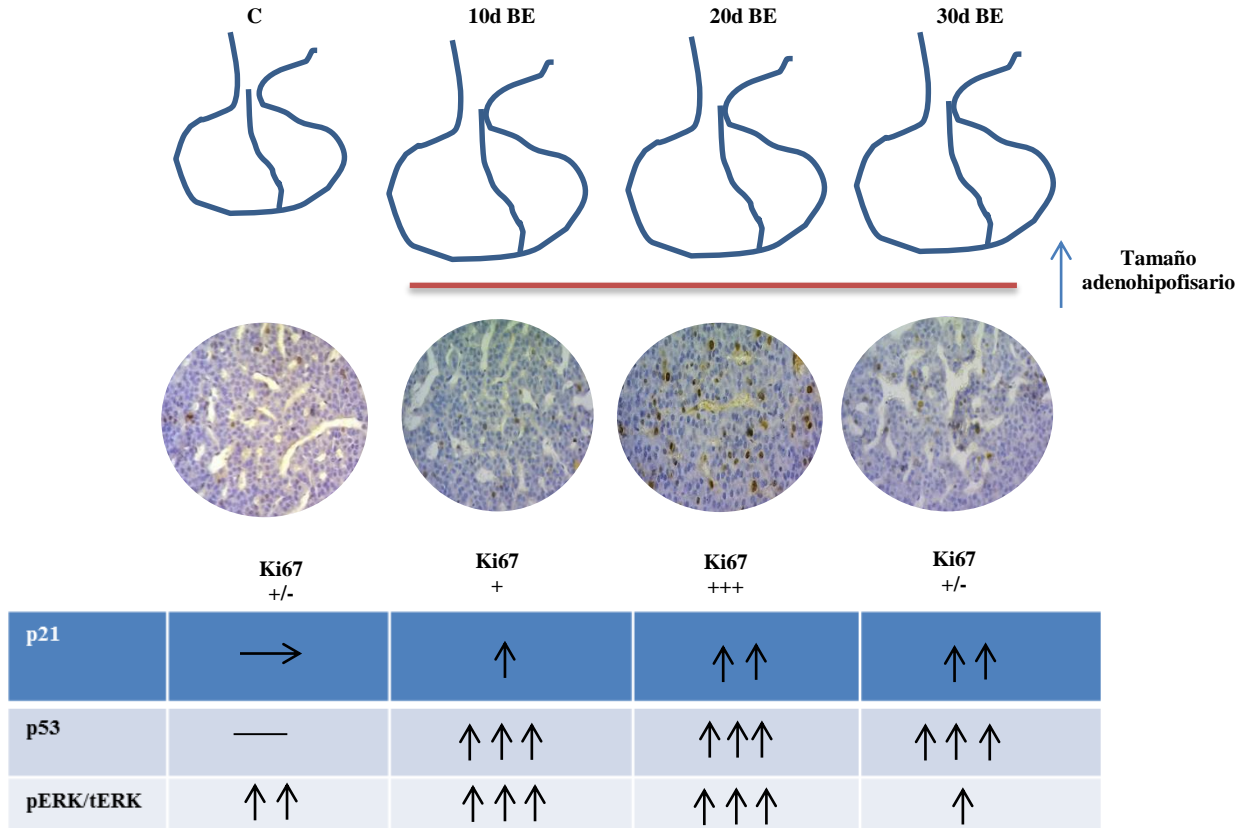 C 10d BE 20d BE 30d BE
Tamaño
adenohipofisario
Ki67 Ki67 Ki67 Ki67
+/- + +++ +/-
p21
p53
pERK/tERK